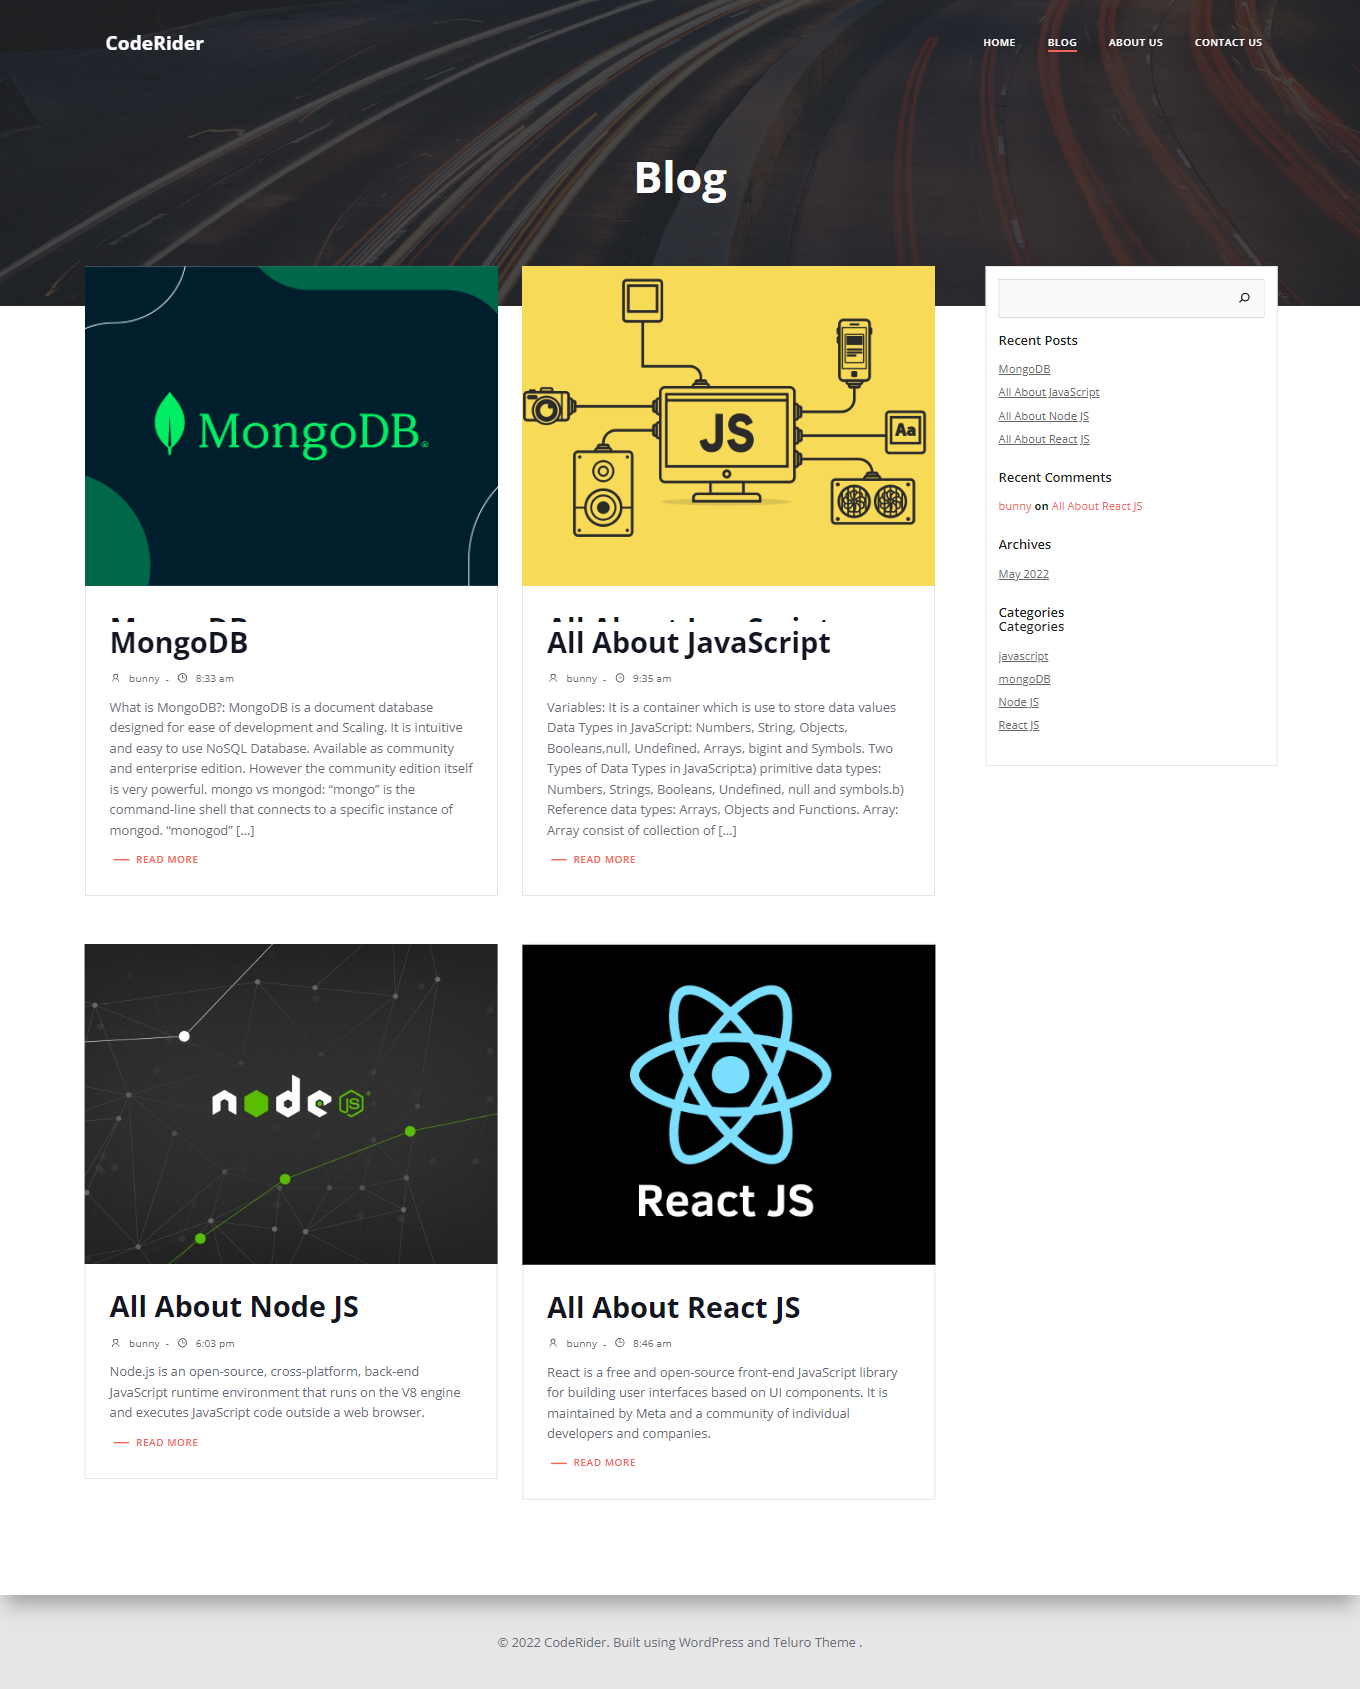 CodeRider
HOME
BLOG
ABOUT US
CONTACT US
Blog
MongoDB
MongoDB
MongoDB
bunny - 8:33 am
What is MongoDB?: MongoDB is a document database
designed for ease of development and Scaling. It is intuitive
and easy to use NoSQL Database. Available as community
and enterprise edition. However the community edition itself
is very powerful. mongo vs mongod: “mongo” is the
command-line shell that connects to a specific instance of
mongod. “monogod” […]
READ MORE
JS
Aa
All About JavaScript
All About JavaScript
bunny - 9:35 am
Variables: It is a container which is use to store data values
Data Types in JavaScript: Numbers, String, Objects,
Booleans,null, Undefined, Arrays, bigint and Symbols. Two
Types of Data Types in JavaScript:a) primitive data types:
Numbers, Strings, Booleans, Undefined, null and symbols.b)
Reference data types: Arrays, Objects and Functions. Array:
Array consist of collection of […]
READ MORE
node JS
All About Node JS
bunny - 6:03 pm
Node.js is an open-source, cross-platform, back-end
JavaScript runtime environment that runs on the V8 engine
and executes JavaScript code outside a web browser.
READ MORE
React JS
All About React JS
bunny - 8:46 am
React is a free and open-source front-end JavaScript library
for building user interfaces based on UI components. It is
maintained by Meta and a community of individual
developers and companies.
READ MORE
Recent Posts
MongoDB
All About JavaScript
All About Node JS
All About React JS
Recent Comments
bunny on All About React JS
Archives
May 2022
Categories
Categories
javascript
mongoDB
Node JS
React JS
© 2022 CodeRider. Built using WordPress and Teluro Theme .